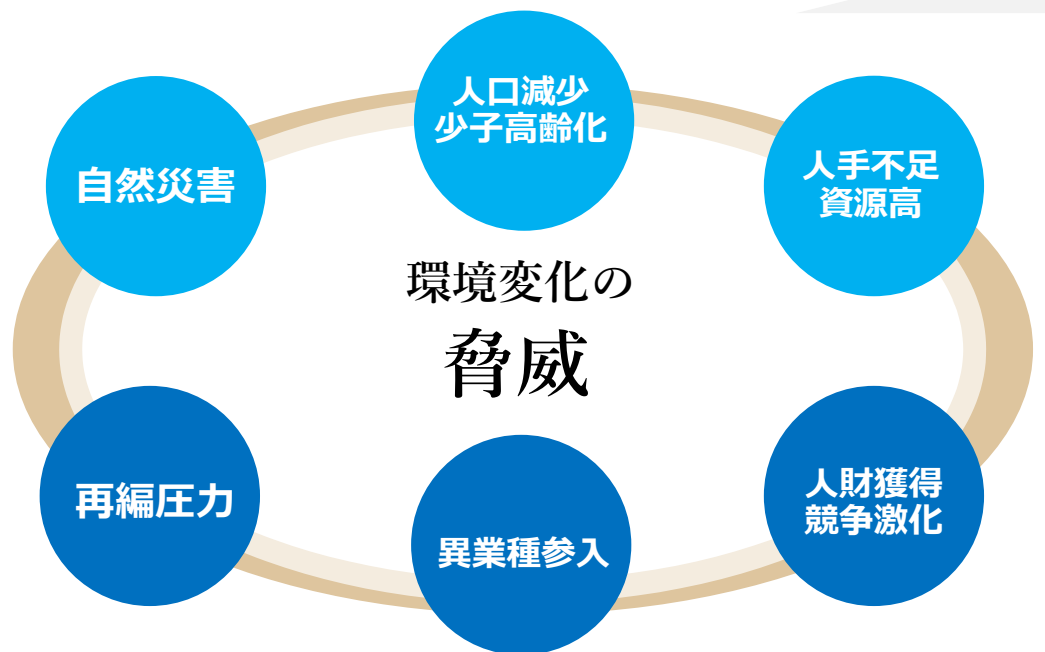 人口減少
少子高齢化
自然災害
人手不足
資源高
環境変化の
脅威
再編圧力
異業種参入
人財獲得
競争激化